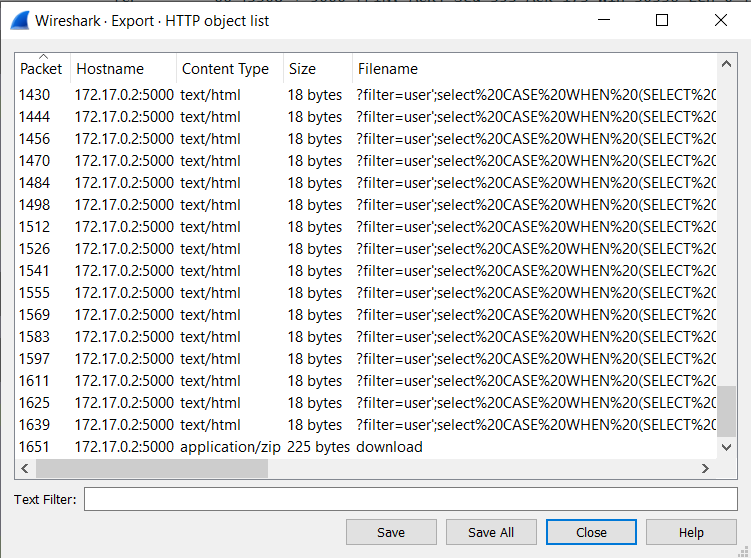 Wireshark · Export · HTTP object list
Packet Hostname Content Type Size Filename
1430 172.17.0.2:5000 text/html 18 bytes ?filter=user';select%20CASE%20WHEN%20(SELECT%20
1444 172.17.0.2:5000 text/html 18 bytes ?filter=user';select%20CASE%20WHEN%20(SELECT%20
1456 172.17.0.2:5000 text/html 18 bytes ?filter=user';select%20CASE%20WHEN%20(SELECT%20
1470 172.17.0.2:5000 text/html 18 bytes ?filter=user';select%20CASE%20WHEN%20(SELECT%20
1484 172.17.0.2:5000 text/html 18 bytes ?filter=user';select%20CASE%20WHEN%20(SELECT%20
1498 172.17.0.2:5000 text/html 18 bytes ?filter=user';select%20CASE%20WHEN%20(SELECT%20
1512 172.17.0.2:5000 text/html 18 bytes ?filter=user';select%20CASE%20WHEN%20(SELECT%20
1526 172.17.0.2:5000 text/html 18 bytes ?filter=user';select%20CASE%20WHEN%20(SELECT%20
1541 172.17.0.2:5000 text/html 18 bytes ?filter=user';select%20CASE%20WHEN%20(SELECT%20
1555 172.17.0.2:5000 text/html 18 bytes ?filter=user';select%20CASE%20WHEN%20(SELECT%20
1569 172.17.0.2:5000 text/html 18 bytes ?filter=user';select%20CASE%20WHEN%20(SELECT%20
1583 172.17.0.2:5000 text/html 18 bytes ?filter=user';select%20CASE%20WHEN%20(SELECT%20
1597 172.17.0.2:5000 text/html 18 bytes ?filter=user';select%20CASE%20WHEN%20(SELECT%20
1611 172.17.0.2:5000 text/html 18 bytes ?filter=user';select%20CASE%20WHEN%20(SELECT%20
1625 172.17.0.2:5000 text/html 18 bytes ?filter=user';select%20CASE%20WHEN%20(SELECT%20
1639 172.17.0.2:5000 text/html 18 bytes ?filter=user';select%20CASE%20WHEN%20(SELECT%20
1651 172.17.0.2:5000 application/zip 225 bytes download
Text Filter:
Save Save All Close Help